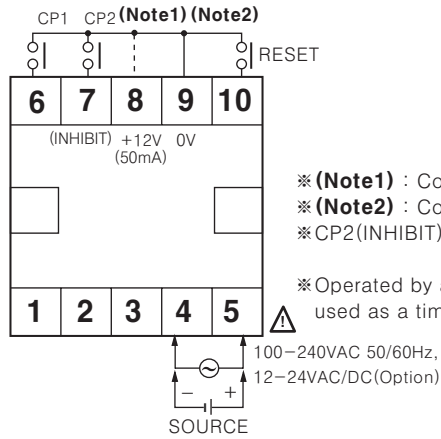 CP1 CP2 (Note1) (Note2)
RESET
6 7 8 9 10
(INHIBIT) +12V 0V
(50mA)
※(Note1) : Co
※(Note2) : Co
※CP2(INHIBIT)
※Operated by a
used as a tim
1 2 3 4 5
100-240VAC 50/60Hz,
12-24VAC/DC(Option)
− +
SOURCE